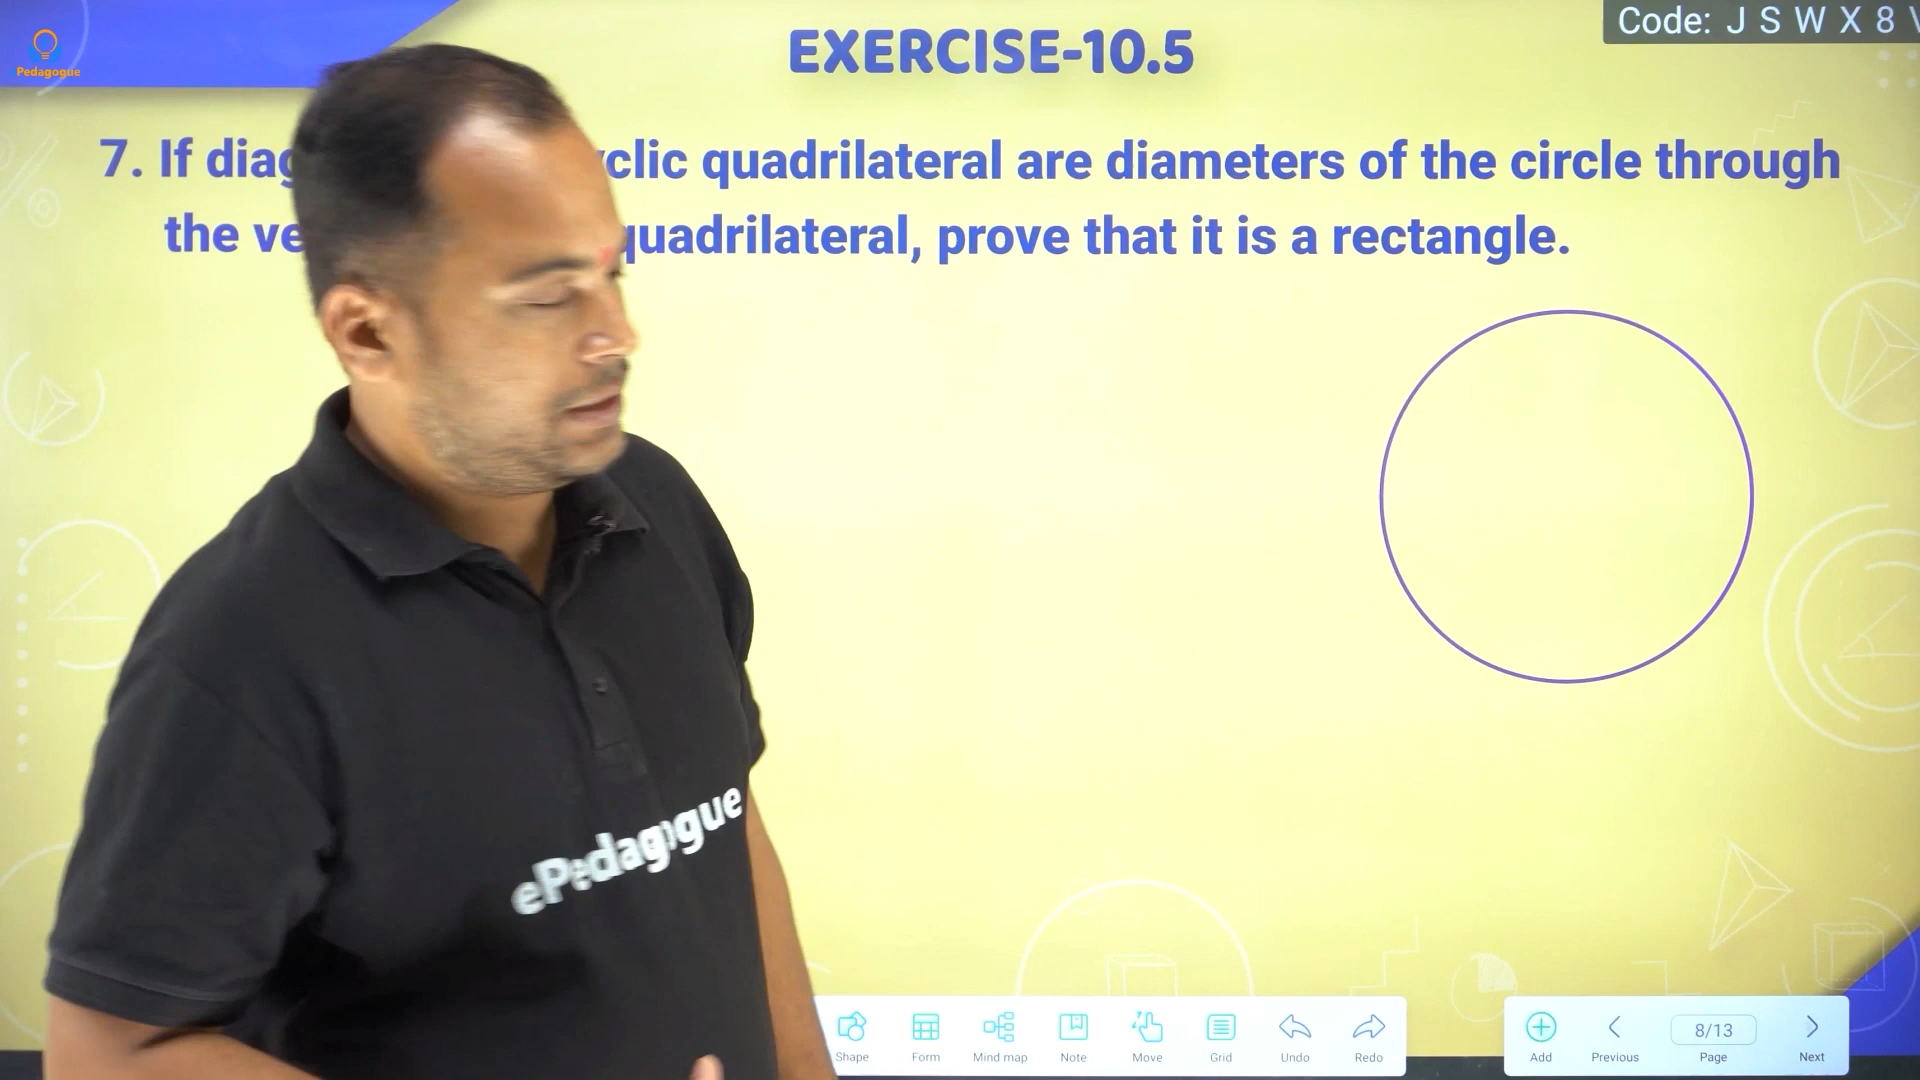 Pedagogue
EXERCISE-10.5
Code: J S W X 8
7. If clic quadrilateral are diameters of the circle through
the quadrilateral, prove that it is a rectangle.
ePedagogue
Shape
Form
Mind map
Note
Move
Grid
Undo
Redo
Add
Previous
8/13
Page
Next